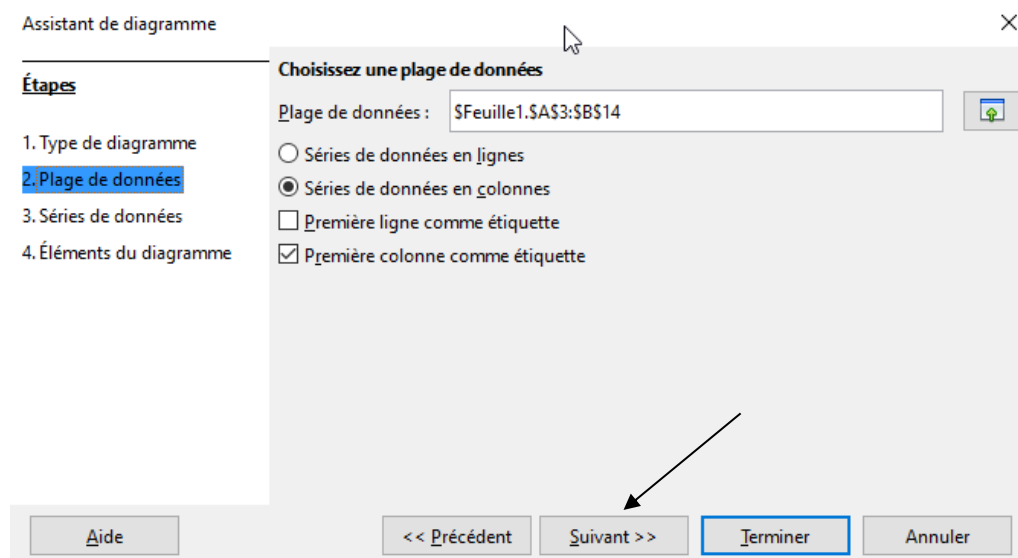 Assistant de diagramme
Étapes
1. Type de diagramme
2. Plage de données
3. Séries de données
4. Éléments du diagramme
Choisissez une plage de données
Plage de données : $Feuille1.$A$3:$B$14
Séries de données en lignes
Séries de données en colonnes
Première ligne comme étiquette
Première colonne comme étiquette
Aide << Précédent Suivant >> Terminer Annuler